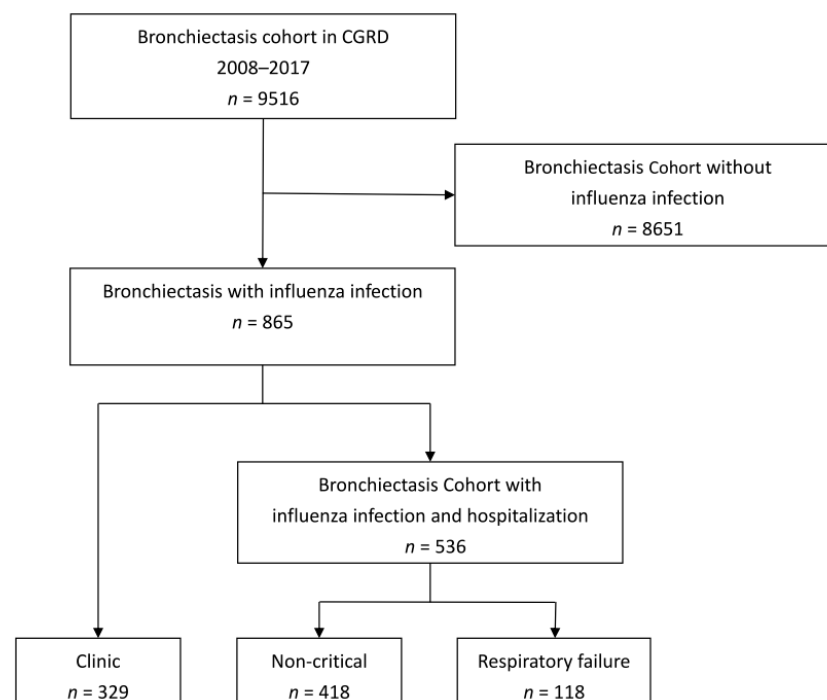 Bronchiectasis cohort in CGRD
2008–2017
n = 9516
Bronchiectasis Cohort without
influenza infection
n = 8651
Bronchiectasis with influenza infection
n = 865
Bronchiectasis Cohort with
influenza infection and hospitalization
n = 536
Clinic
n = 329
Non-critical
n = 418
Respiratory failure
n = 118